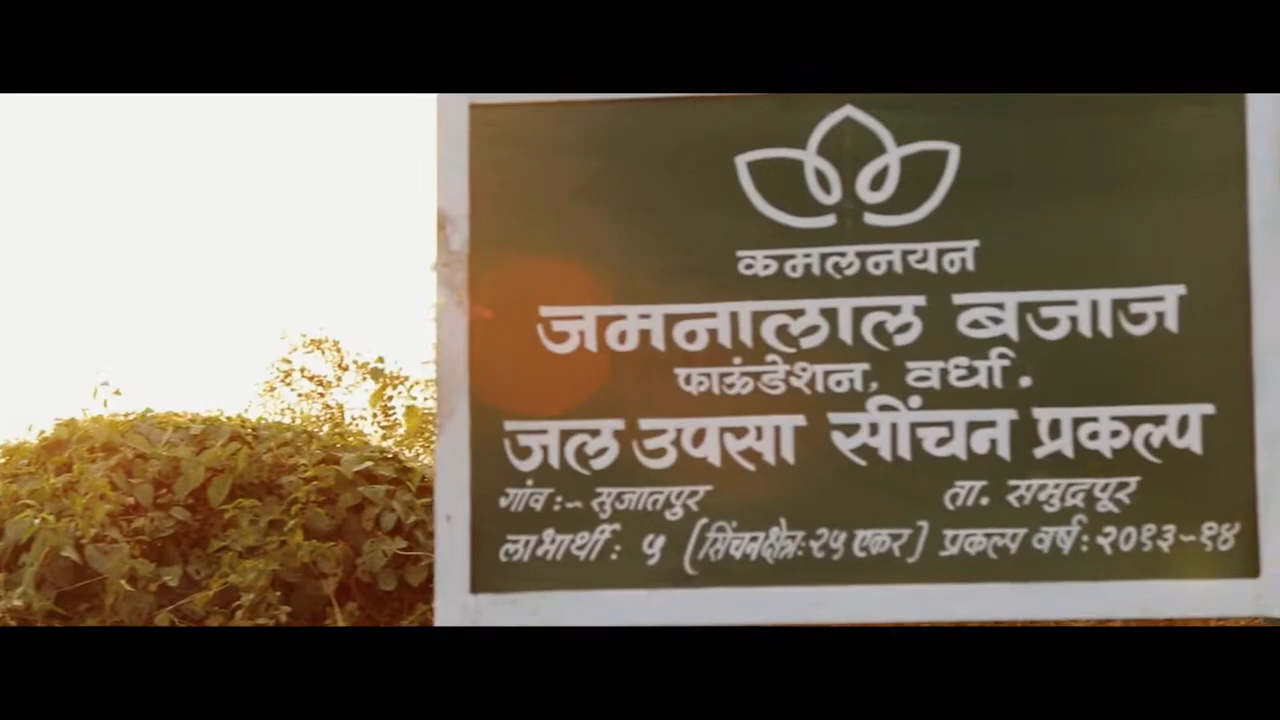 कमलनयन
जमनालाल बजाज
फाऊंडेशन, वर्धा.
जल उपसा सींचन प्रकल्प
गांव :- सुजातपुर ता. समुद्रपूर
लाभार्थी : ५ (सिंचनक्षेत्र : २५ एकर) प्रकल्प वर्ष : २०१३-१४